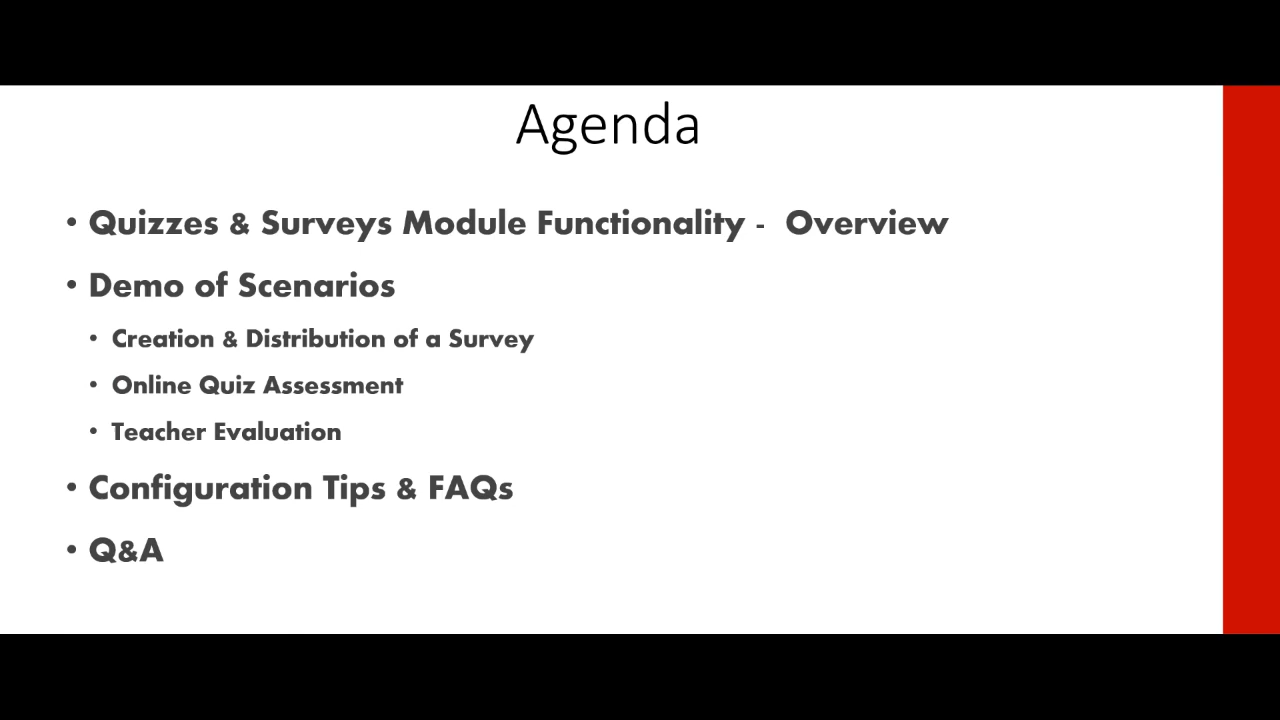 Agenda
• Quizzes & Surveys Module Functionality - Overview
• Demo of Scenarios
• Creation & Distribution of a Survey
• Online Quiz Assessment
• Teacher Evaluation
• Configuration Tips & FAQs
• Q&A